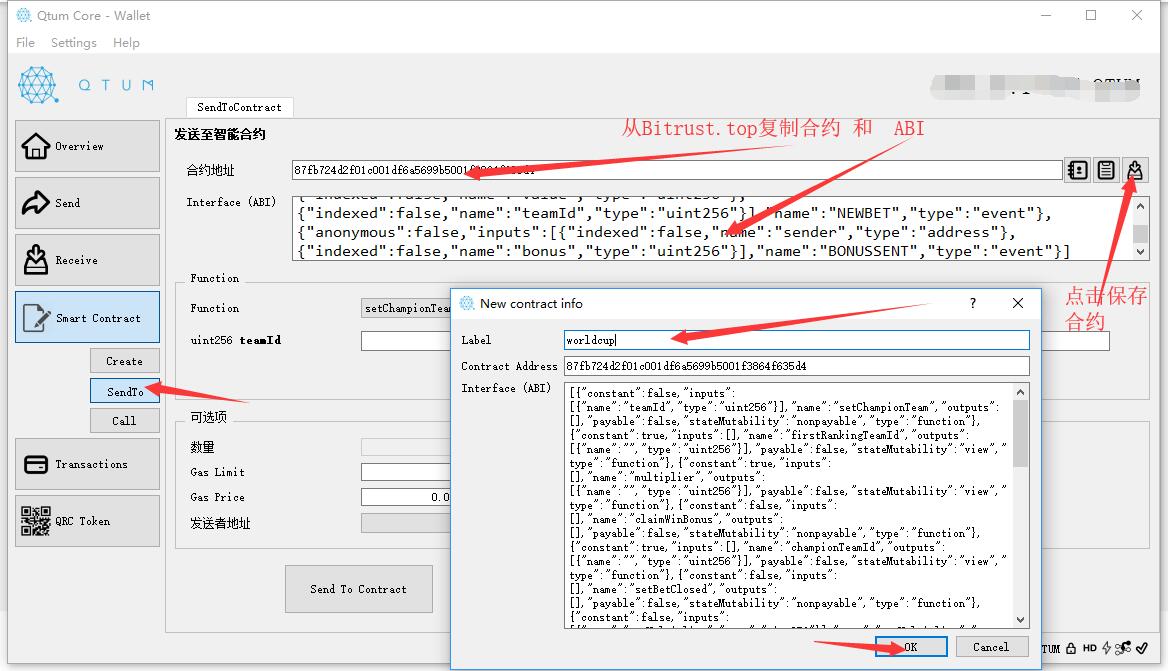 Qtum Core - Wallet
File Settings Help
QTUM
SendToContract
发送至智能合约
从Bitrust.top复制合约 和 ABI
合约地址
87fb724d2f01c001df6a5699b5001f3864f635d4
Interface (ABI)
{"indexed":false,"name":"value","type":"uint256"},
{"indexed":false,"name":"teamId","type":"uint256"}],"name":"NEWBET","type":"event"},
{"anonymous":false,"inputs":[{"indexed":false,"name":"sender","type":"address"},
{"indexed":false,"name":"bonus","type":"uint256"}],"name":"BONUSSENT","type":"event"}]
点击保存
合约
Overview
Send
Receive
Smart Contract
Create
SendTo
Call
Transactions
QRC Token
Function
Function
setChampionTeam
uint256 teamId
可选项
数量
Gas Limit
Gas Price
0.0
发送者地址
Send To Contract
New contract info
?
Label
worldcup
Contract Address
87fb724d2f01c001df6a5699b5001f3864f635d4
Interface (ABI)
[{"constant":false,"inputs":
[{"name":"teamId","type":"uint256"}],"name":"setChampionTeam","outputs":
[],"payable":false,"stateMutability":"nonpayable","type":"function"},
{"constant":true,"inputs":[],"name":"firstRankingTeamId","outputs":
[{"name":"","type":"uint256"}],"payable":false,"stateMutability":"view","
type":"function"},{"constant":true,"inputs":
[],"name":"multiplier","outputs":
[{"name":"","type":"uint256"}],"payable":false,"stateMutability":"view","
type":"function"},{"constant":false,"inputs":
[],"name":"claimWinBonus","outputs":
[],"payable":false,"stateMutability":"nonpayable","type":"function"},
{"constant":true,"inputs":[],"name":"championTeamId","outputs":
[{"name":"","type":"uint256"}],"payable":false,"stateMutability":"view","
type":"function"},{"constant":false,"inputs":
[],"name":"setBetClosed","outputs":
[],"payable":false,"stateMutability":"nonpayable","type":"function"},
{"constant":false,"inputs":
OK
Cancel
TUM HD